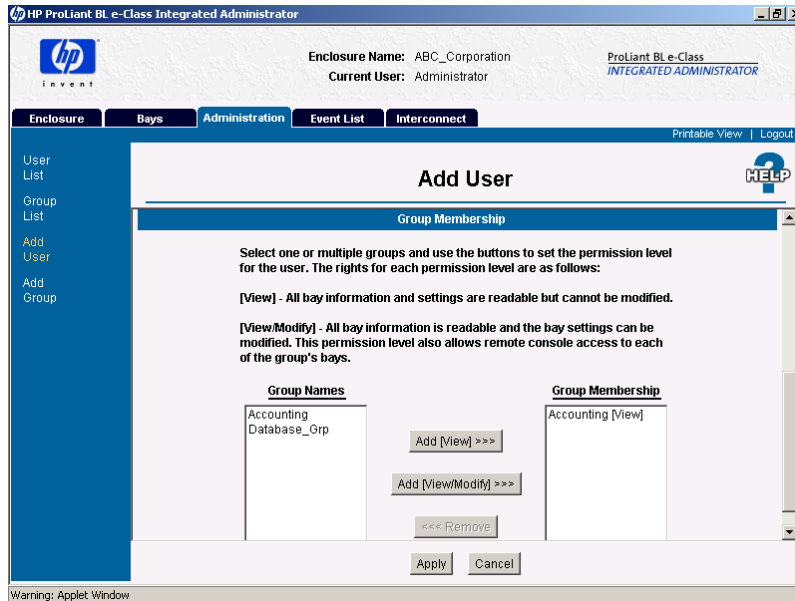 HP ProLiant BL e-Class Integrated Administrator
hp
invent
Enclosure Name: ABC_Corporation
Current User: Administrator
ProLiant BL e-Class
INTEGRATED ADMINISTRATOR
Enclosure
Bays
Administration
Event List
Interconnect
Printable View | Logout
User
List
Group
List
Add
User
Add
Group
Add User
?
HELP
Group Membership
Select one or multiple groups and use the buttons to set the permission level
for the user. The rights for each permission level are as follows:
[View] - All bay information and settings are readable but cannot be modified.
[View/Modify] - All bay information is readable and the bay settings can be
modified. This permission level also allows remote console access to each
of the group's bays.
Group Names
Accounting
Database_Grp
Add [View] >>>
Add [View/Modify] >>>
<<< Remove
Group Membership
Accounting [View]
Apply
Cancel
Warning: Applet Window